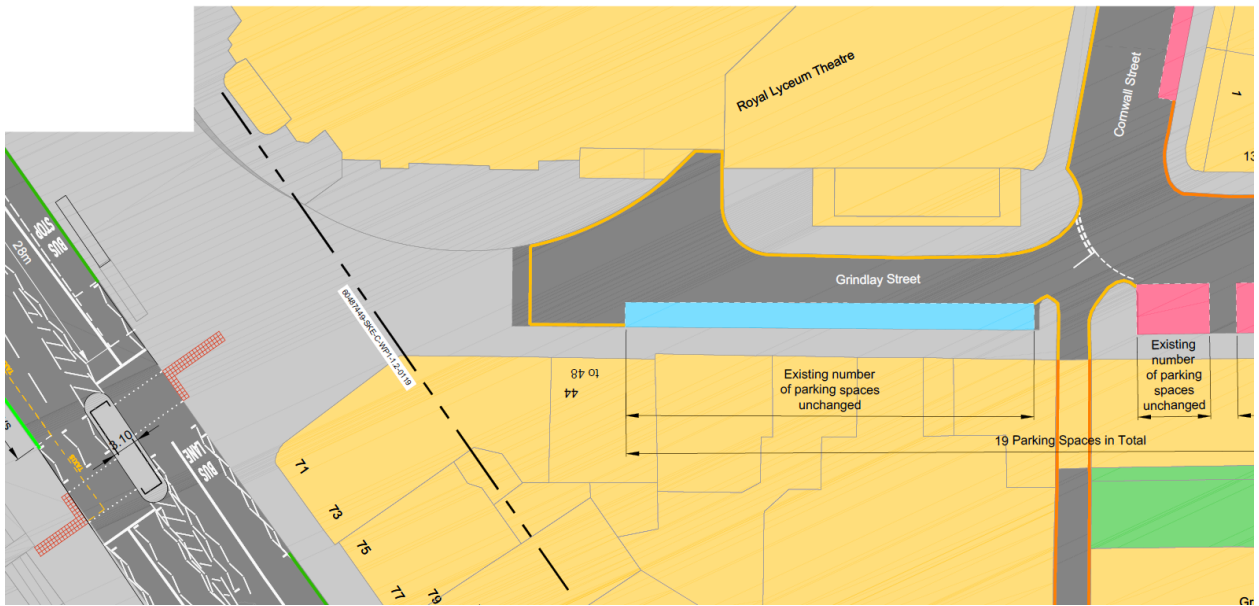 Royal Lyceum Theatre
Cornwall Street
1
13
BUS
STOP
28m
Grindlay Street
60487449-SKE-C-WP1-1.2-0119
44
to 48
Existing number
of parking spaces
unchanged
Existing
number
of parking
spaces
unchanged
19 Parking Spaces in Total
3.10
BUS
LANE
71
73
75
77
79
Gr